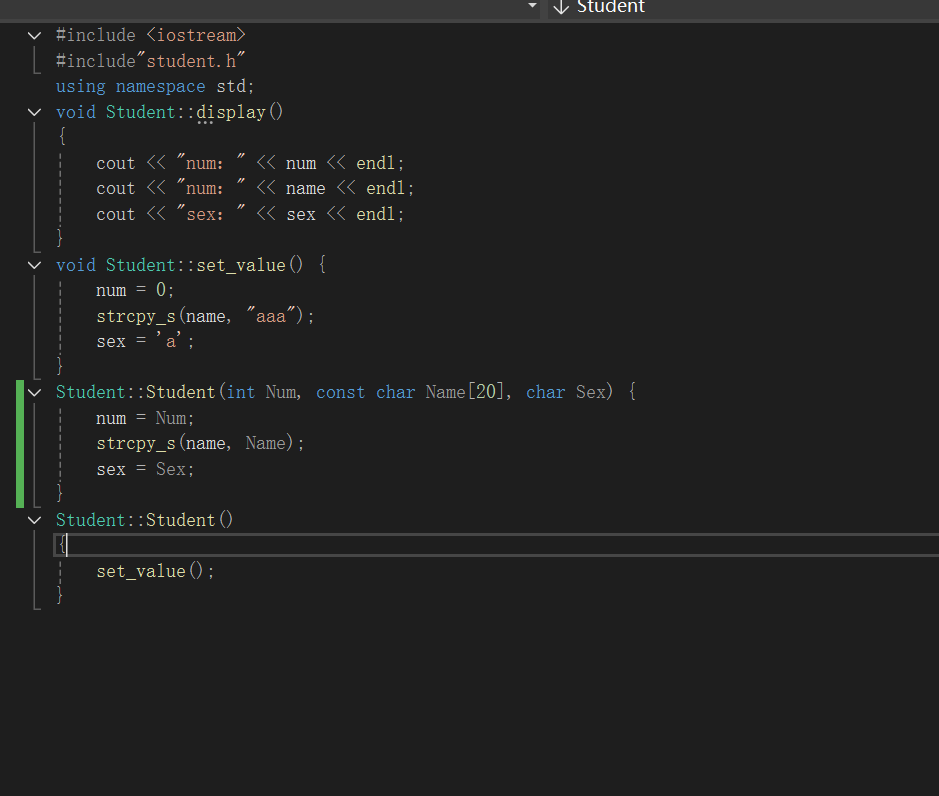 Student
#include <iostream>
#include"student.h"
using namespace std;
void Student::display()
{
    cout << "num：" << num << endl;
    cout << "num：" << name << endl;
    cout << "sex：" << sex << endl;
}
void Student::set_value() {
    num = 0;
    strcpy_s(name, "aaa");
    sex = 'a';
}
Student::Student(int Num, const char Name[20], char Sex) {
    num = Num;
    strcpy_s(name, Name);
    sex = Sex;
}
Student::Student()
{
    set_value();
}